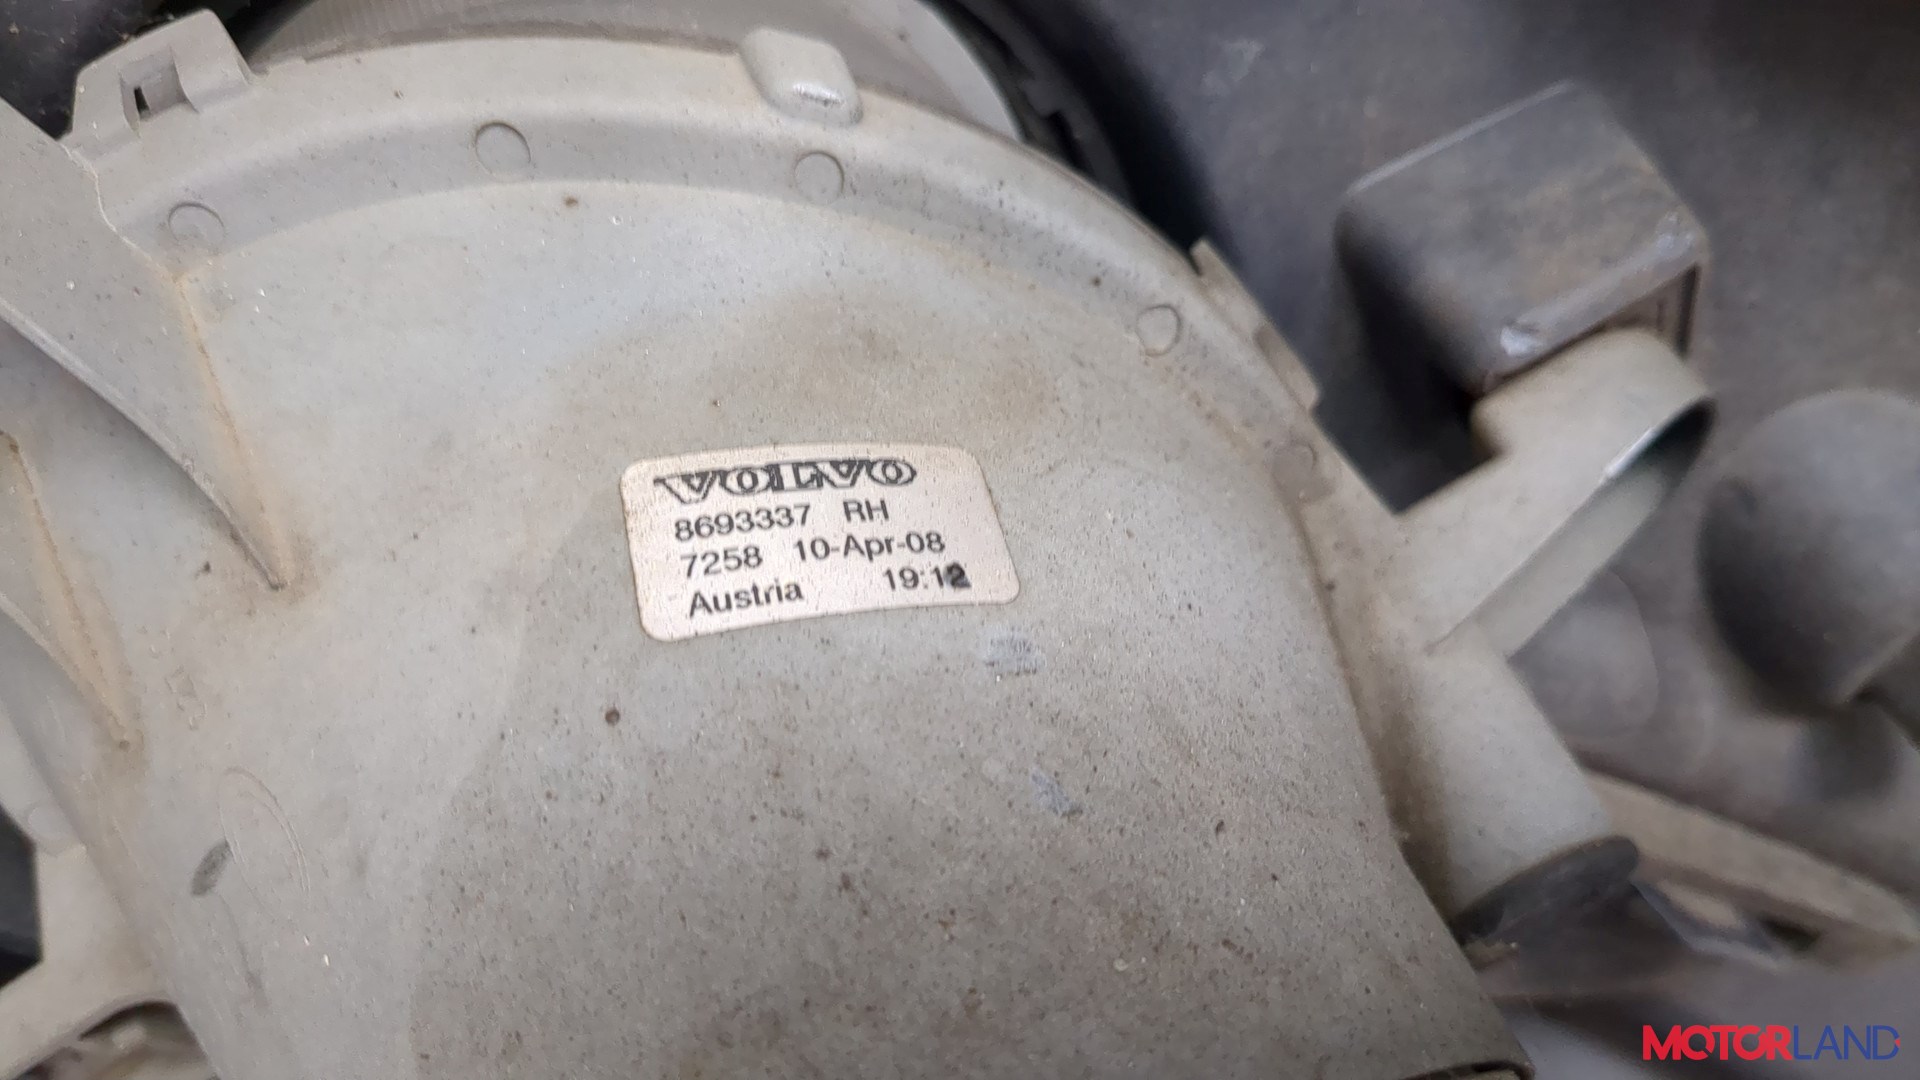 VOLVO
8693337 RH
7258 10-Apr-08
Austria 19:12
MOTORLAND